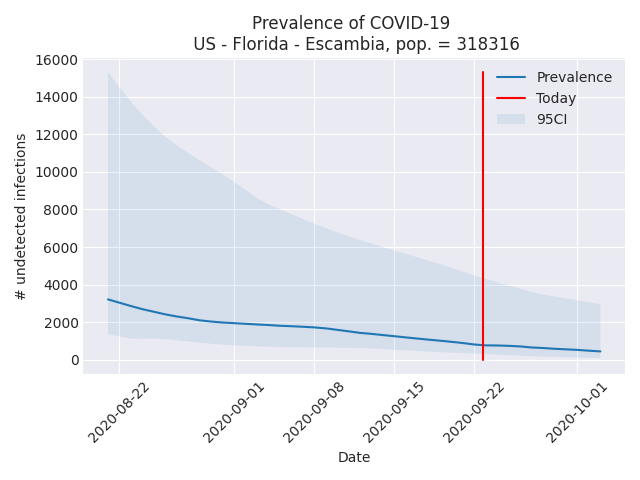 Prevalence of COVID-19
US - Florida - Escambia, pop. = 318316
16000
14000
12000
10000
8000
6000
4000
2000
0
# undetected infections
Prevalence
Today
95CI
2020-08-22
2020-09-01
2020-09-08
2020-09-15
2020-09-22
2020-10-01
Date